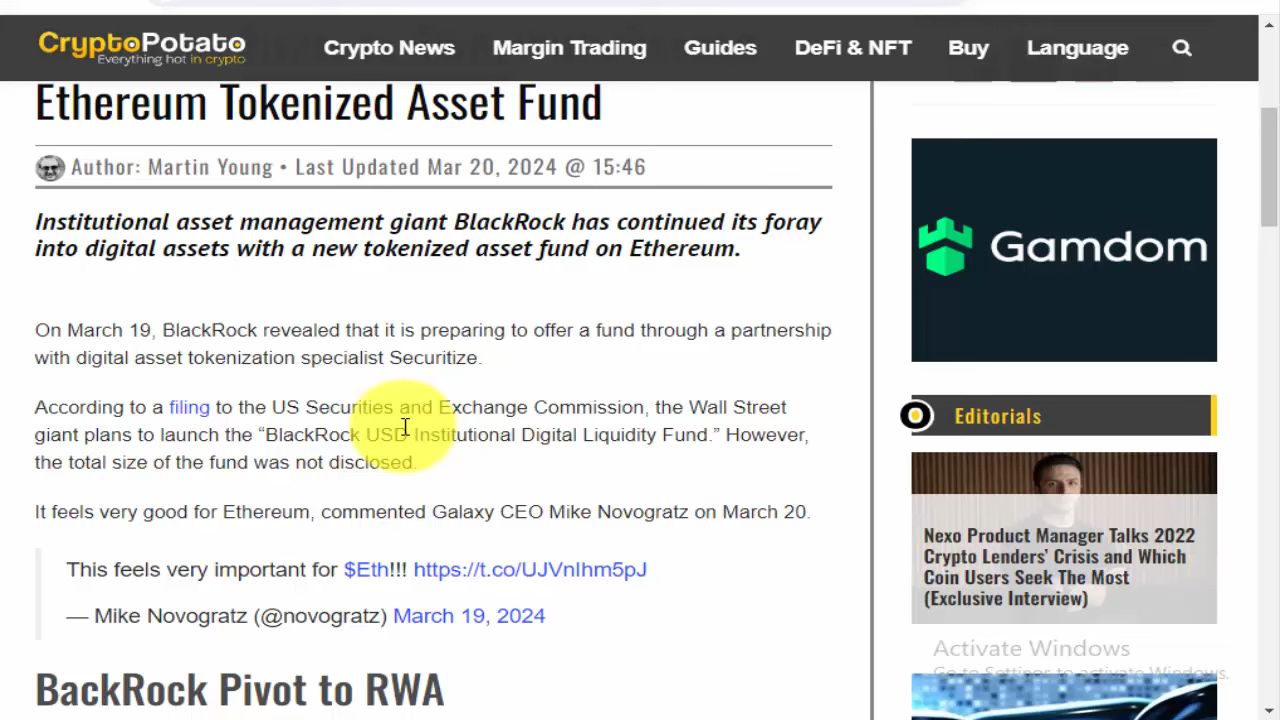 CryptoPotato
Everything hot in crypto
Crypto News Margin Trading Guides DeFi & NFT Buy Language
Ethereum Tokenized Asset Fund
Author: Martin Young • Last Updated Mar 20, 2024 @ 15:46
Institutional asset management giant BlackRock has continued its foray
into digital assets with a new tokenized asset fund on Ethereum.
On March 19, BlackRock revealed that it is preparing to offer a fund through a partnership
with digital asset tokenization specialist Securitize.
According to a filing to the US Securities and Exchange Commission, the Wall Street
giant plans to launch the “BlackRock USD Institutional Digital Liquidity Fund.” However,
the total size of the fund was not disclosed.
It feels very good for Ethereum, commented Galaxy CEO Mike Novogratz on March 20.
This feels very important for $Eth!!! https://t.co/UJVnIhm5pJ
— Mike Novogratz (@novogratz) March 19, 2024
BackRock Pivot to RWA
Gamdom
Editorials
Nexo Product Manager Talks 2022
Crypto Lenders’ Crisis and Which
Coin Users Seek The Most
(Exclusive Interview)
Activate Windows
Go to Settings to activate Windows.